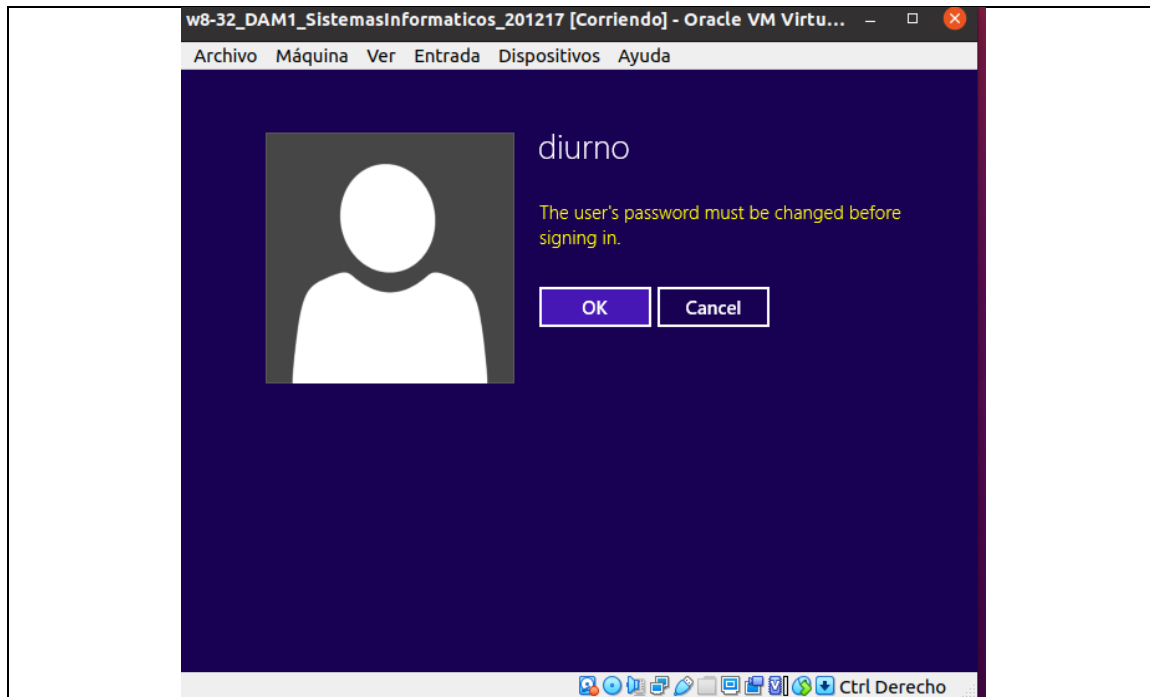 w8-32_DAM1_SistemasInformaticos_201217 [Corriendo] - Oracle VM Virtu...
Archivo Máquina Ver Entrada Dispositivos Ayuda
diurno
The user's password must be changed before
signing in.
OK Cancel
Ctrl Derecho